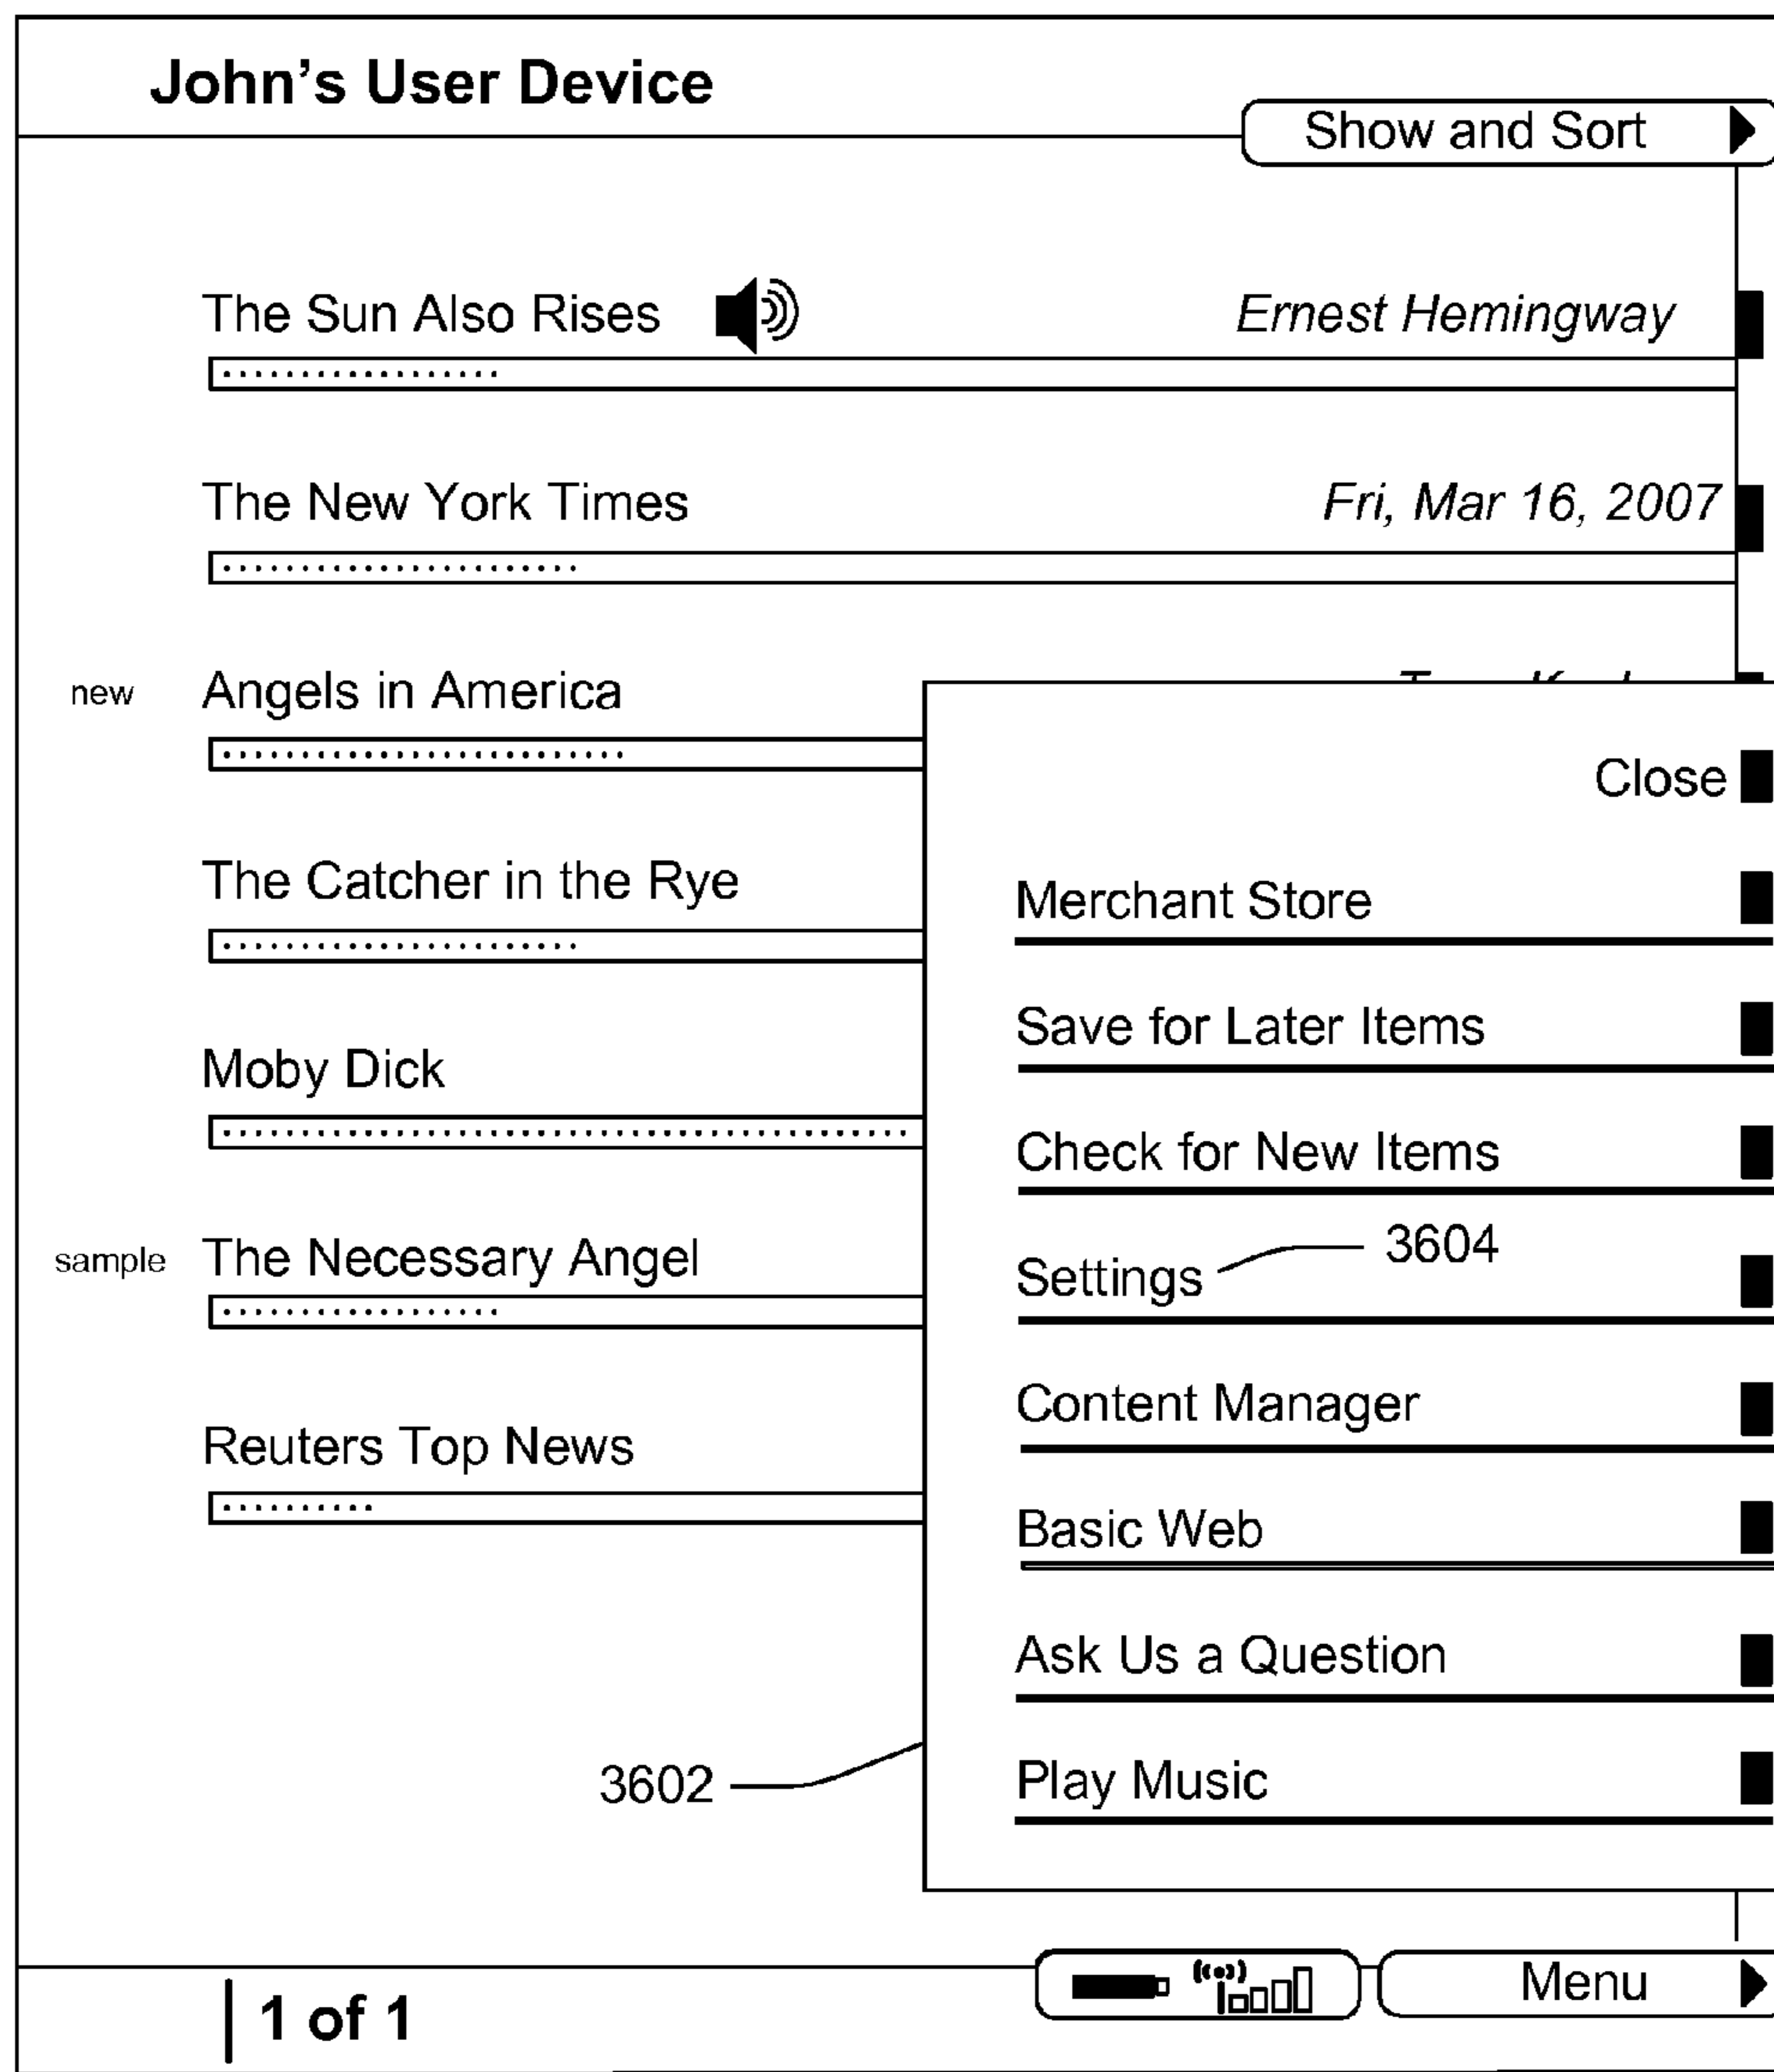 John's User Device
Show and Sort
The Sun Also Rises Ernest Hemingway
The New York Times Fri, Mar 16, 2007
new Angels in America
Close
The Catcher in the Rye
Merchant Store
Save for Later Items
Moby Dick
Check for New Items
sample The Necessary Angel
Settings 3604
Content Manager
Reuters Top News
Basic Web
Ask Us a Question
3602
Play Music
Menu
1 of 1